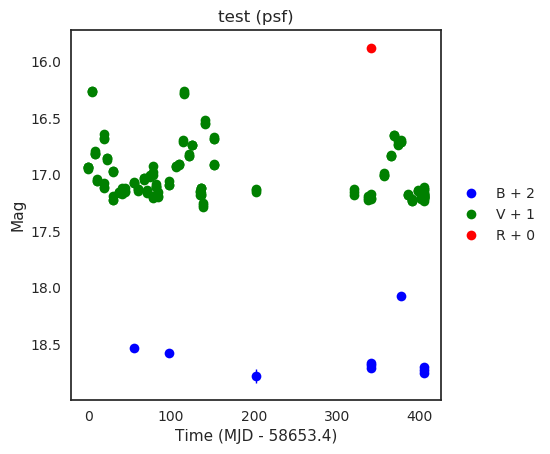 test (psf)
16.0
16.5
17.0
17.5
18.0
18.5
Mag
0
100
200
300
400
Time (MJD - 58653.4)
B + 2
V + 1
R + 0